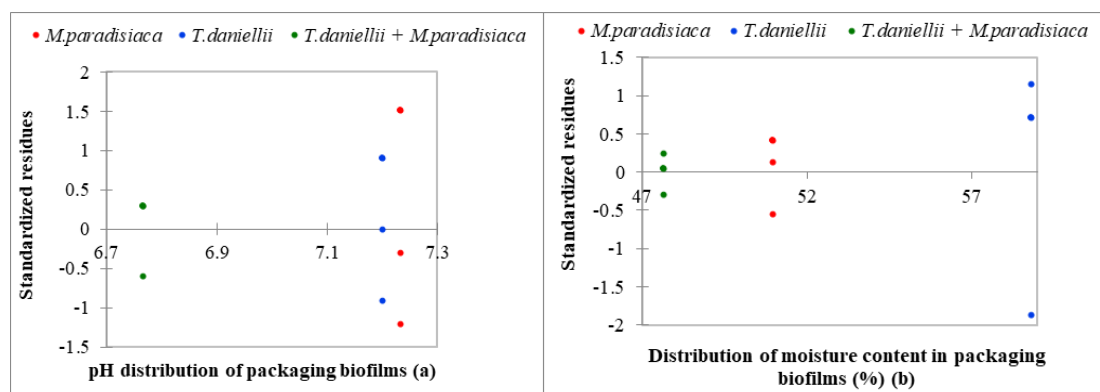 M.paradisiaca T.daniellii T.daniellii + M.paradisiaca
2
1.5
1
0.5
0
-0.5
-1
-1.5
6.7 6.9 7.1 7.3
Standardized residues
pH distribution of packaging biofilms (a)
M.paradisiaca T.daniellii T.daniellii + M.paradisiaca
1.5
1
0.5
0
-0.5
-1
-1.5
-2
47 52 57
Standardized residues
Distribution of moisture content in packaging
biofilms (%) (b)